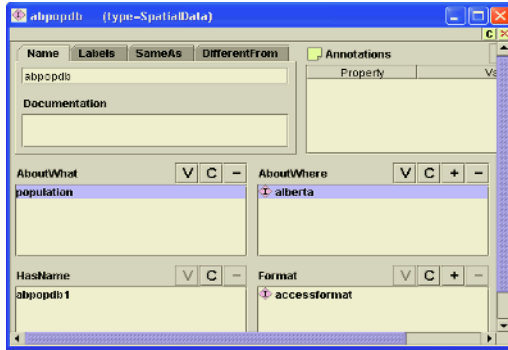 abpopdb (type=SpatialData)
C
Name Labels SameAs DifferentFrom
Annotations
abpopdb
Property Va
Documentation
AboutWhat V C −
AboutWhere V C + −
population
I alberta
HasName V C −
Format V C + −
abpopdb1
I accessformat